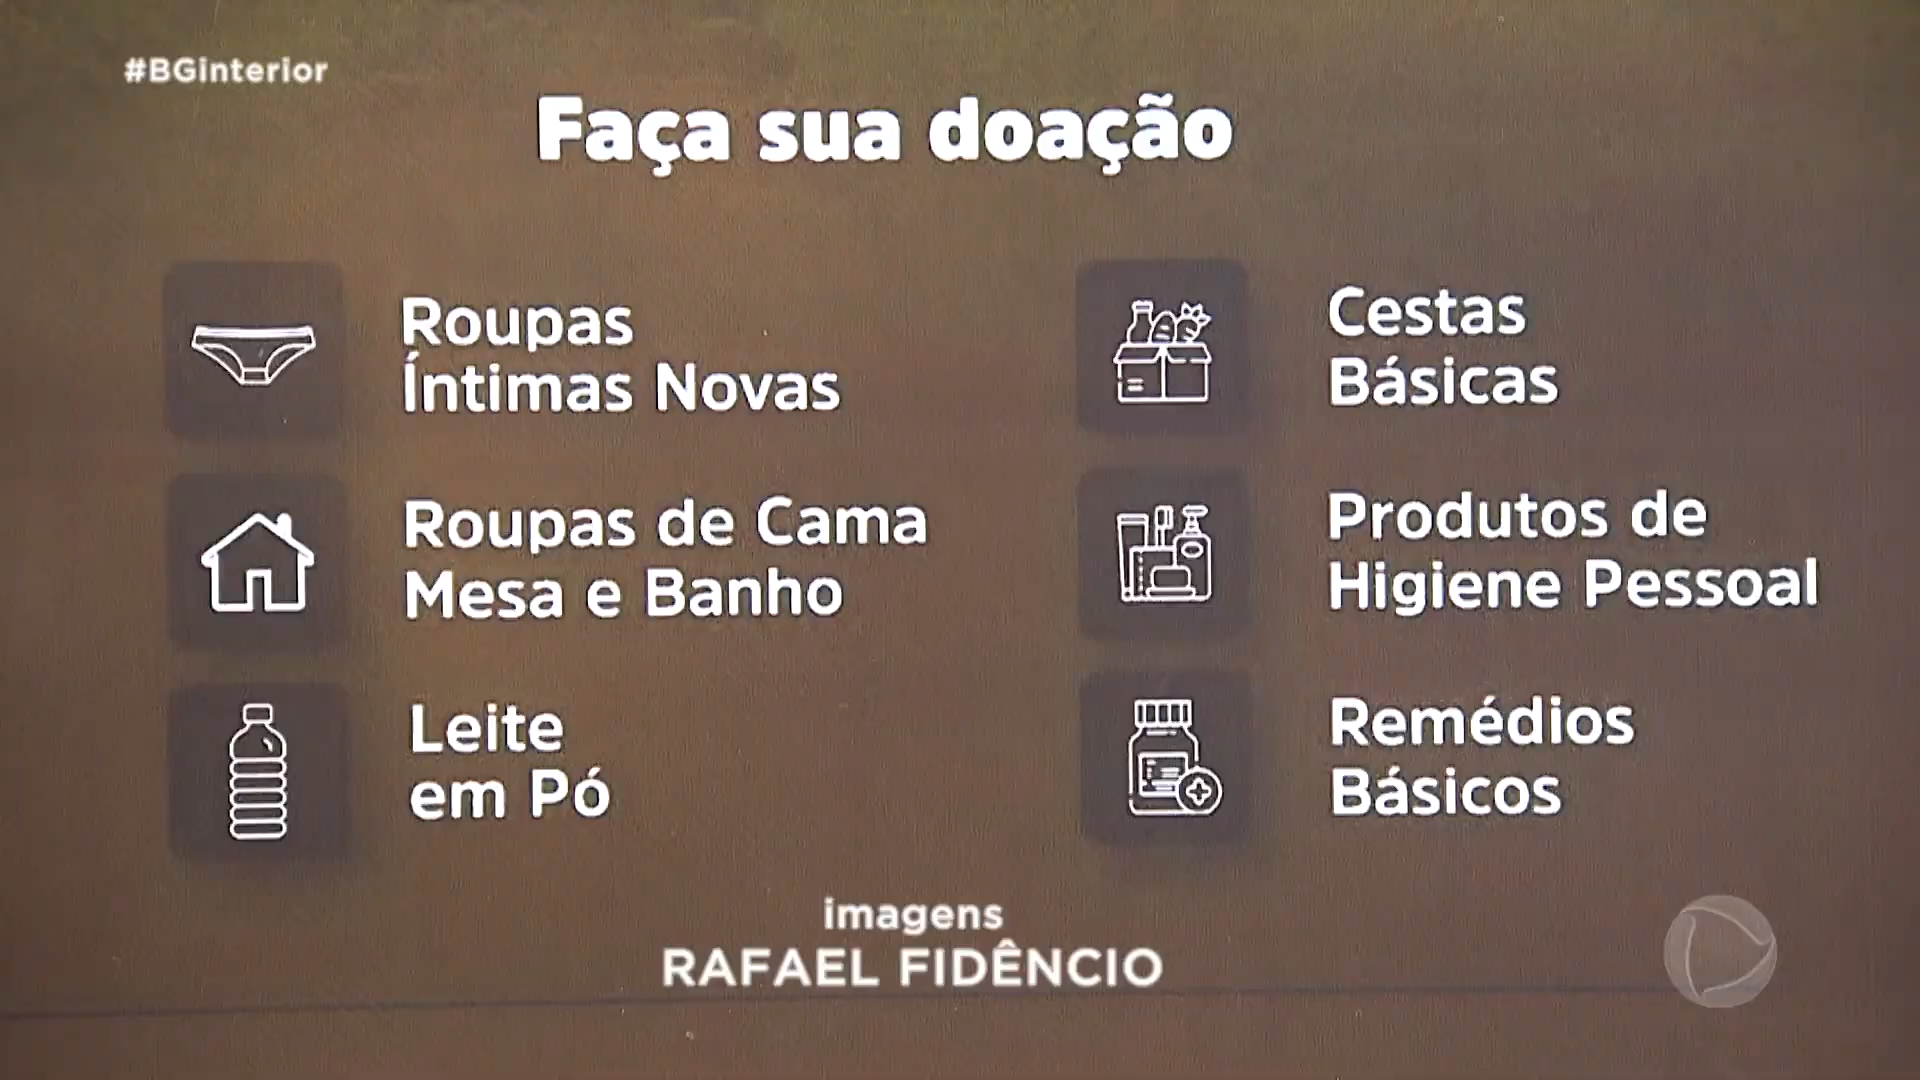 #BGinterior
Faça sua doação
Roupas
Íntimas Novas
Roupas de Cama
Mesa e Banho
Leite
em Pó
Cestas
Básicas
Produtos de
Higiene Pessoal
Remédios
Básicos
imagens
RAFAEL FIDÊNCIO